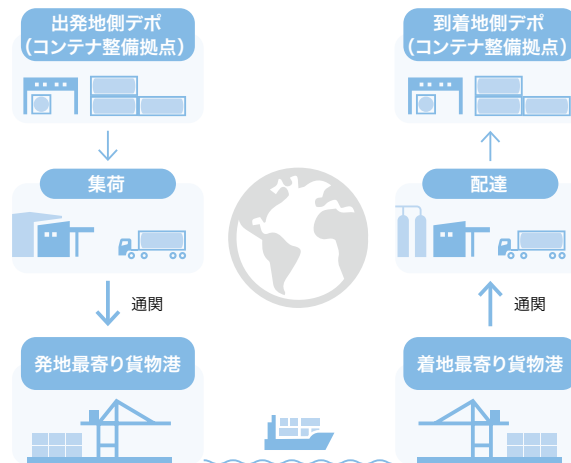 出発地側デポ
（コンテナ整備拠点）
到着地側デポ
（コンテナ整備拠点）
集荷
配達
通関
通関
発地最寄り貨物港
着地最寄り貨物港